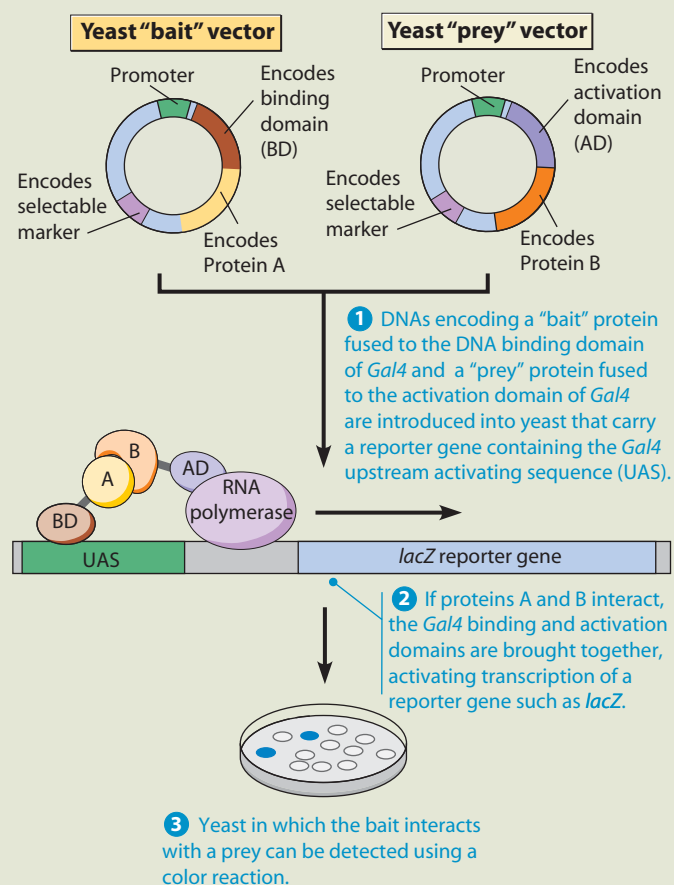 Yeast “bait” vector
Promoter
Encodes
binding
domain
(BD)
Encodes
selectable
marker
Encodes
Protein A
Yeast “prey” vector
Promoter
Encodes
activation
domain
(AD)
Encodes
selectable
marker
Encodes
Protein B
1 DNAs encoding a “bait” protein
fused to the DNA binding domain
of Gal4 and a “prey” protein fused
to the activation domain of Gal4
are introduced into yeast that carry
a reporter gene containing the Gal4
upstream activating sequence (UAS).
B
A
AD
BD
RNA
polymerase
UAS
lacZ reporter gene
2 If proteins A and B interact,
the Gal4 binding and activation
domains are brought together,
activating transcription of a
reporter gene such as lacZ.
3 Yeast in which the bait interacts
with a prey can be detected using a
color reaction.